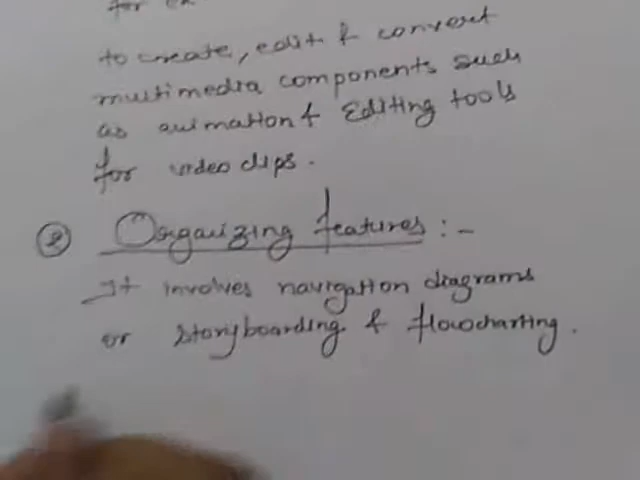 for
to create, edit & convert
multimedia components such
as animation & Editing tools
for video clips.
② Organizing features :-
It involves navigation diagrams
or storyboarding & flowcharting.